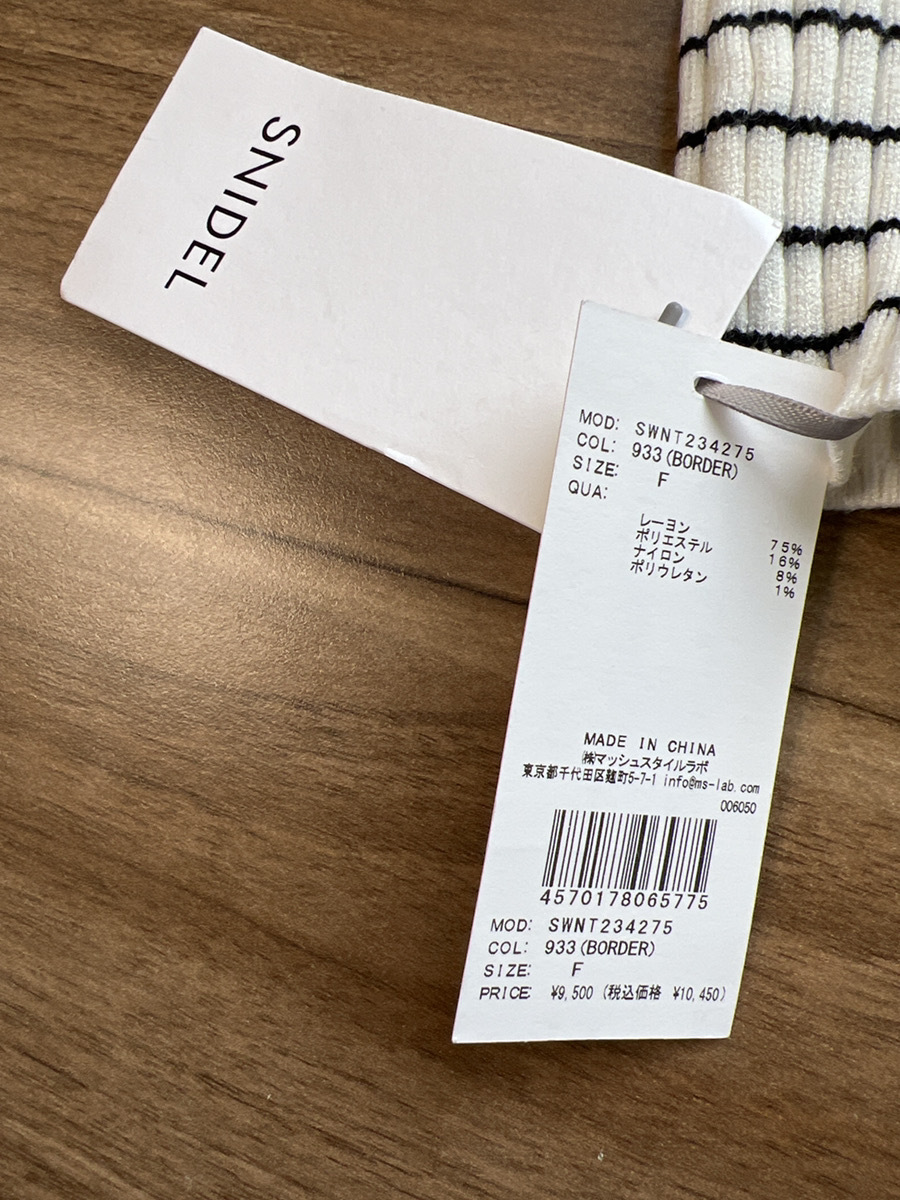 SNIDEL
MOD: SWNT234275
COL: 933(BORDER)
SIZE: F
QUA:
レーヨン 75%
ポリエステル 16%
ナイロン 8%
ポリウレタン 1%
MADE IN CHINA
㈱マッシュスタイルラボ
東京都千代田区麹町5-7-1 info@ms-lab.com
006050
4570178065775
MOD: SWNT234275
COL: 933(BORDER)
SIZE: F
PRICE: ¥9,500 (税込価格 ¥10,450)